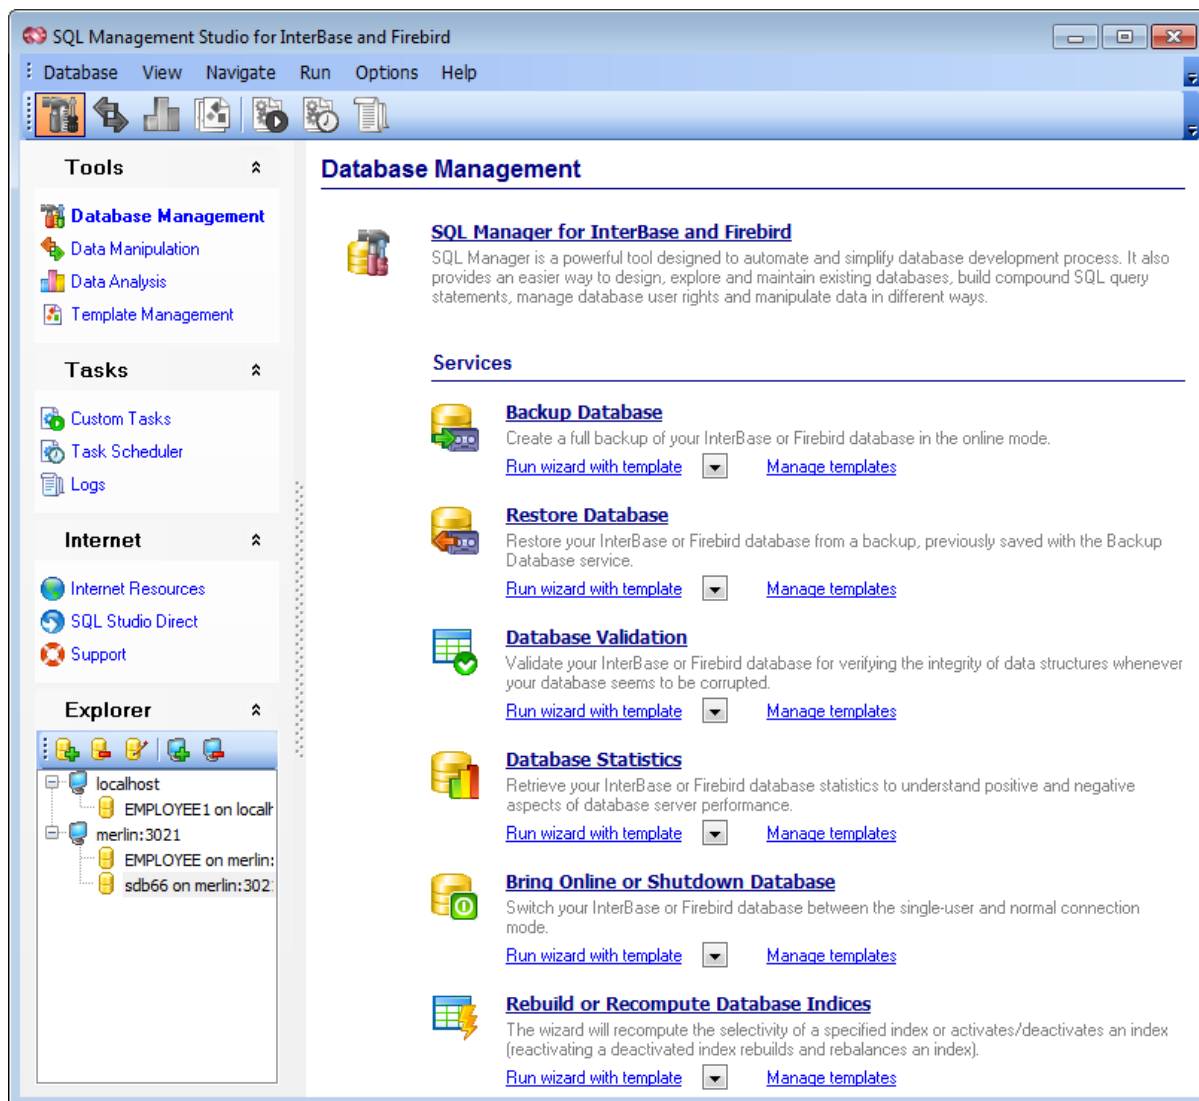 SQL Management Studio for InterBase and Firebird
Database View Navigate Run Options Help
Tools
Database Management
Data Manipulation
Data Analysis
Template Management
Tasks
Custom Tasks
Task Scheduler
Logs
Internet
Internet Resources
SQL Studio Direct
Support
Explorer
localhost
EMPLOYEE1 on localh
merlin:3021
EMPLOYEE on merlin:
sdb66 on merlin:302
Database Management
SQL Manager for InterBase and Firebird
SQL Manager is a powerful tool designed to automate and simplify database development process. It also
provides an easier way to design, explore and maintain existing databases, build compound SQL query
statements, manage database user rights and manipulate data in different ways.
Services
Backup Database
Create a full backup of your InterBase or Firebird database in the online mode.
Run wizard with template Manage templates
Restore Database
Restore your InterBase or Firebird database from a backup, previously saved with the Backup
Database service.
Run wizard with template Manage templates
Database Validation
Validate your InterBase or Firebird database for verifying the integrity of data structures whenever
your database seems to be corrupted.
Run wizard with template Manage templates
Database Statistics
Retrieve your InterBase or Firebird database statistics to understand positive and negative
aspects of database server performance.
Run wizard with template Manage templates
Bring Online or Shutdown Database
Switch your InterBase or Firebird database between the single-user and normal connection
mode.
Run wizard with template Manage templates
Rebuild or Recompute Database Indices
The wizard will recompute the selectivity of a specified index or activates/deactivates an index
(reactivating a deactivated index rebuilds and rebalances an index).
Run wizard with template Manage templates